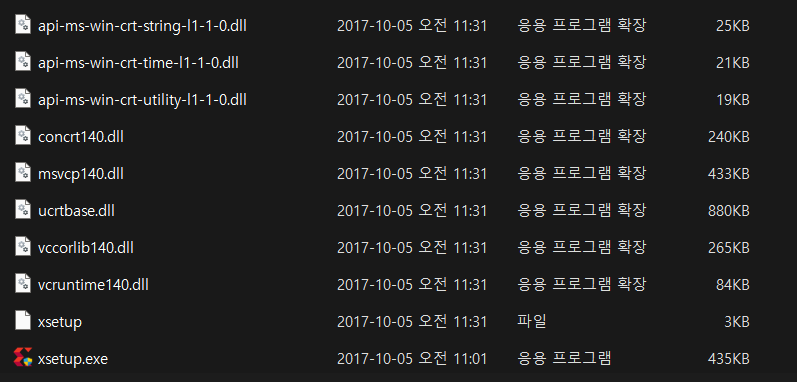 api-ms-win-crt-string-l1-1-0.dll 2017-10-05 오전 11:31 응용 프로그램 확장 25KB
api-ms-win-crt-time-l1-1-0.dll 2017-10-05 오전 11:31 응용 프로그램 확장 21KB
api-ms-win-crt-utility-l1-1-0.dll 2017-10-05 오전 11:31 응용 프로그램 확장 19KB
concrt140.dll 2017-10-05 오전 11:31 응용 프로그램 확장 240KB
msvcp140.dll 2017-10-05 오전 11:31 응용 프로그램 확장 433KB
ucrtbase.dll 2017-10-05 오전 11:31 응용 프로그램 확장 880KB
vccorlib140.dll 2017-10-05 오전 11:31 응용 프로그램 확장 265KB
vcruntime140.dll 2017-10-05 오전 11:31 응용 프로그램 확장 84KB
xsetup 2017-10-05 오전 11:31 파일 3KB
xsetup.exe 2017-10-05 오전 11:01 응용 프로그램 435KB